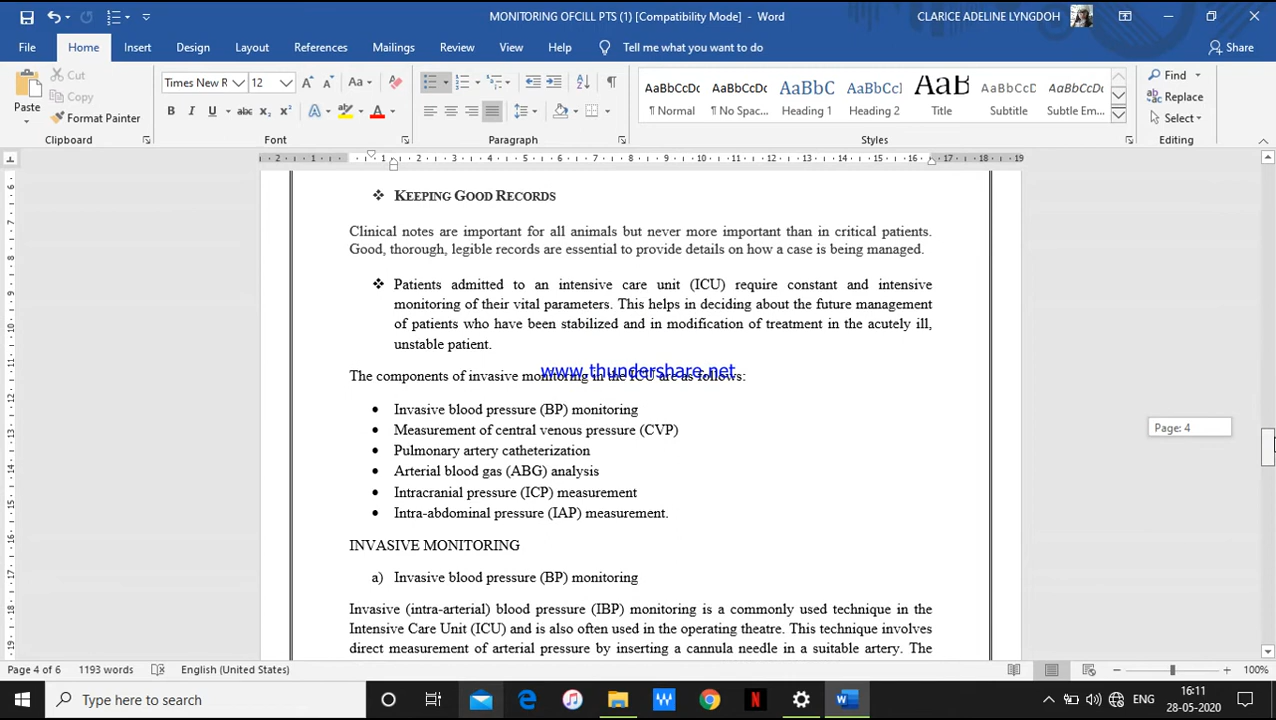 MONITORING OFCILL PTS (1) [Compatibility Mode] - Word
CLARICE ADELINE LYNGDOH
File Home Insert Design Layout References Mailings Review View Help Tell me what you want to do Share
Paste
Cut
Copy
Format Painter
Clipboard
Times New R 12
Font
Paragraph
AaBbCcDc AaBbCcDc AaBbC AaBbCcI AaB AaBbCcD AaBbCcDc
¶ Normal ¶ No Spac... Heading 1 Heading 2 Title Subtitle Subtle Em...
Styles
Find
Replace
Select
Editing
KEEPING GOOD RECORDS
Clinical notes are important for all animals but never more important than in critical patients.
Good, thorough, legible records are essential to provide details on how a case is being managed.
Patients admitted to an intensive care unit (ICU) require constant and intensive
monitoring of their vital parameters. This helps in deciding about the future management
of patients who have been stabilized and in modification of treatment in the acutely ill,
unstable patient.
www.thundershare.net
The components of invasive monitoring in the ICU are as follows:
• Invasive blood pressure (BP) monitoring
• Measurement of central venous pressure (CVP)
• Pulmonary artery catheterization
• Arterial blood gas (ABG) analysis
• Intracranial pressure (ICP) measurement
• Intra-abdominal pressure (IAP) measurement.
Page: 4
INVASIVE MONITORING
a) Invasive blood pressure (BP) monitoring
Invasive (intra-arterial) blood pressure (IBP) monitoring is a commonly used technique in the
Intensive Care Unit (ICU) and is also often used in the operating theatre. This technique involves
direct measurement of arterial pressure by inserting a cannula needle in a suitable artery. The
Page 4 of 6 1193 words English (United States) 100%
Type here to search
ENG
16:11
28-05-2020